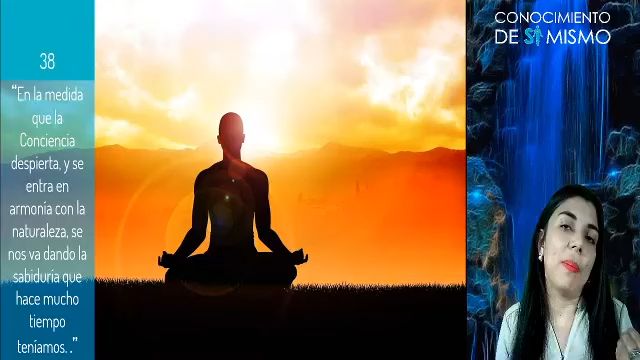 38
“En la medida
que la
Conciencia
despierta, y se
entra en
armonía con la
naturaleza, se
nos va dando la
sabiduría que
hace mucho
tiempo
teníamos. .”
CONOCIMIENTO
DE SÍ MISMO